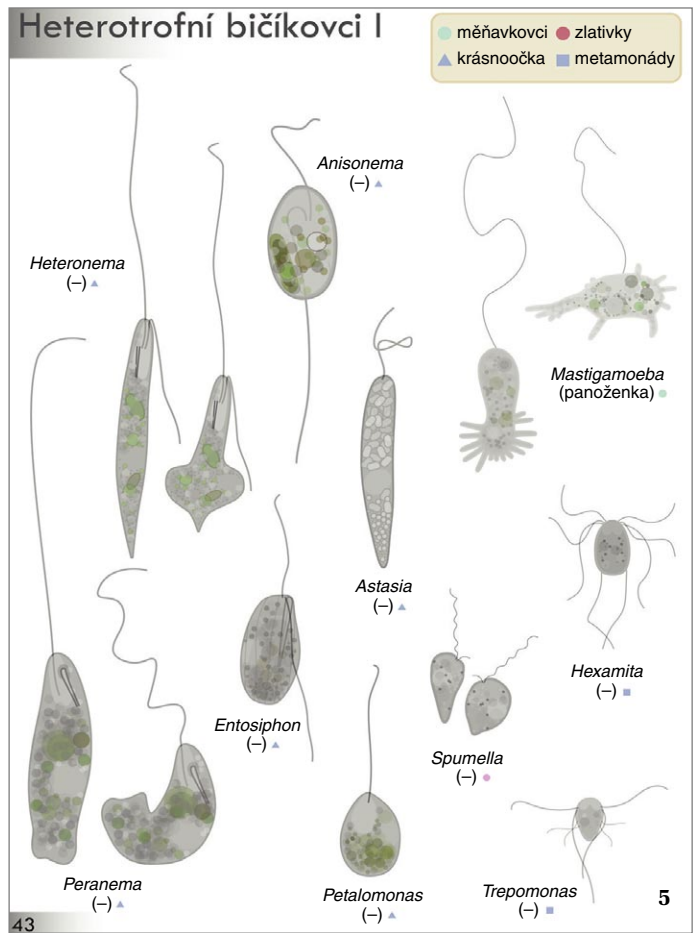 Heterotrofní bičíkovci I
měňavkovci zlativky
krásnoočka metamonády
Anisonema
(–)
Heteronema
(–)
Mastigamoeba
(panoženka)
Astasia
(–)
Hexamita
(–)
Entosiphon
(–)
Spumella
(–)
Peranema
(–)
Petalomonas
(–)
Trepomonas
(–)
5
43